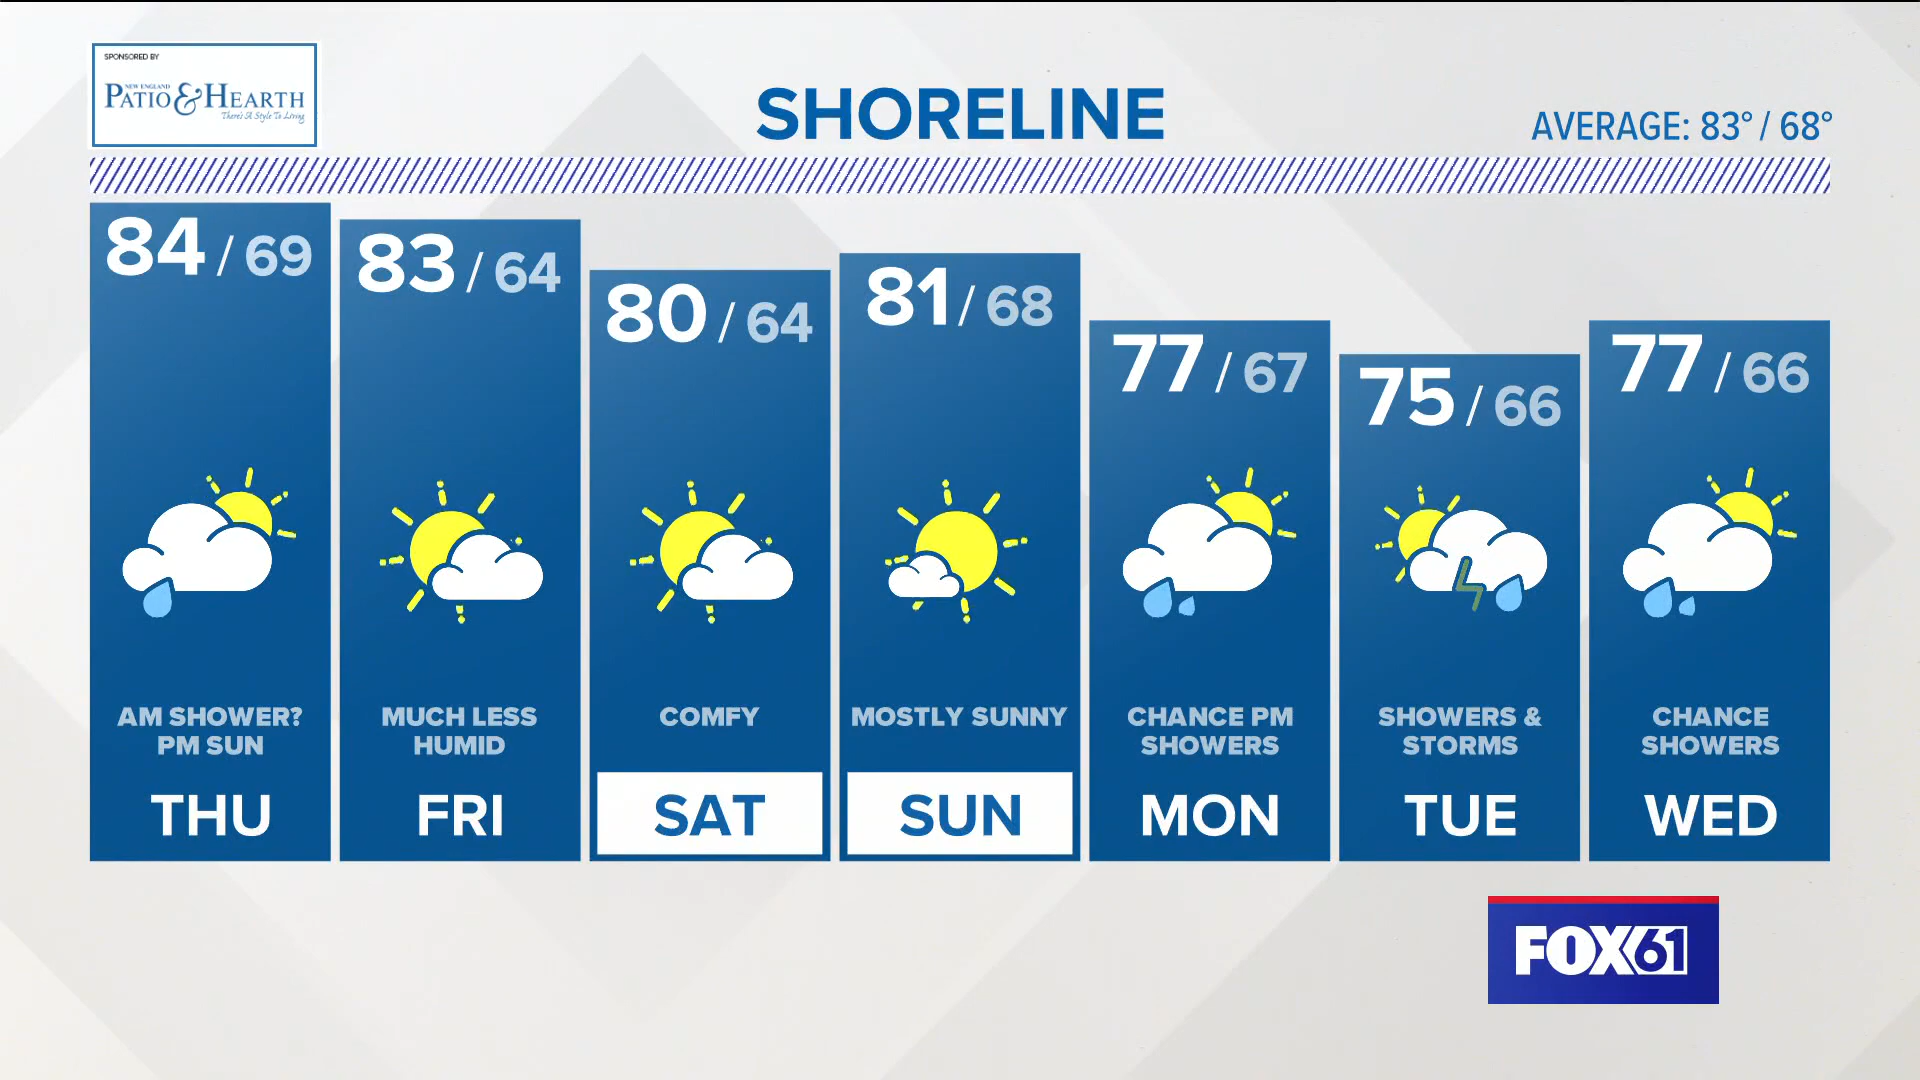 SPONSORED BY
NEW ENGLAND
PATIO & HEARTH
There's A Style To Living
SHORELINE
AVERAGE: 83° / 68°
84 / 69
AM SHOWER?
PM SUN
THU
83 / 64
MUCH LESS
HUMID
FRI
80 / 64
COMFY
SAT
81 / 68
MOSTLY SUNNY
SUN
77 / 67
CHANCE PM
SHOWERS
MON
75 / 66
SHOWERS &
STORMS
TUE
77 / 66
CHANCE
SHOWERS
WED
FOX61